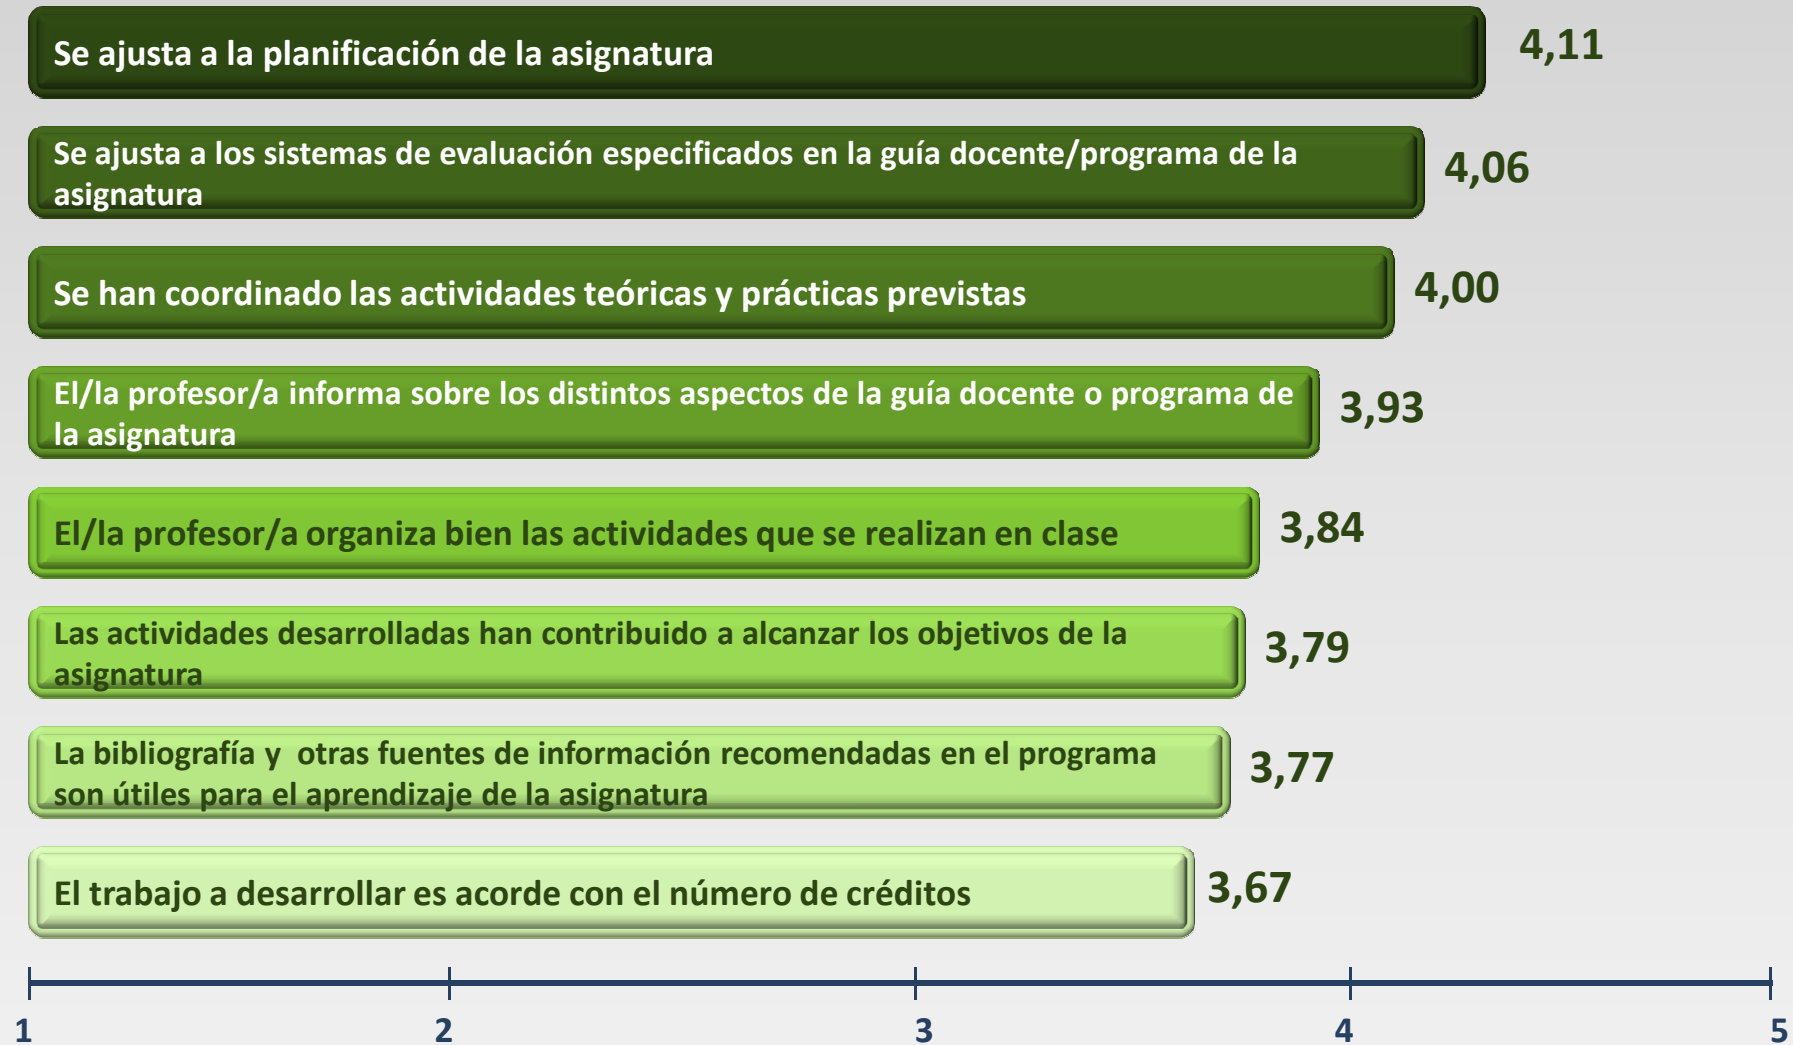 Se ajusta a la planificación de la asignatura
4,11
Se ajusta a los sistemas de evaluación especificados en la guía docente/programa de la
asignatura
4,06
Se han coordinado las actividades teóricas y prácticas previstas
4,00
El/la profesor/a informa sobre los distintos aspectos de la guía docente o programa de
la asignatura
3,93
El/la profesor/a organiza bien las actividades que se realizan en clase
3,84
Las actividades desarrolladas han contribuido a alcanzar los objetivos de la
asignatura
3,79
La bibliografía y otras fuentes de información recomendadas en el programa
son útiles para el aprendizaje de la asignatura
3,77
El trabajo a desarrollar es acorde con el número de créditos
3,67
1 2 3 4 5